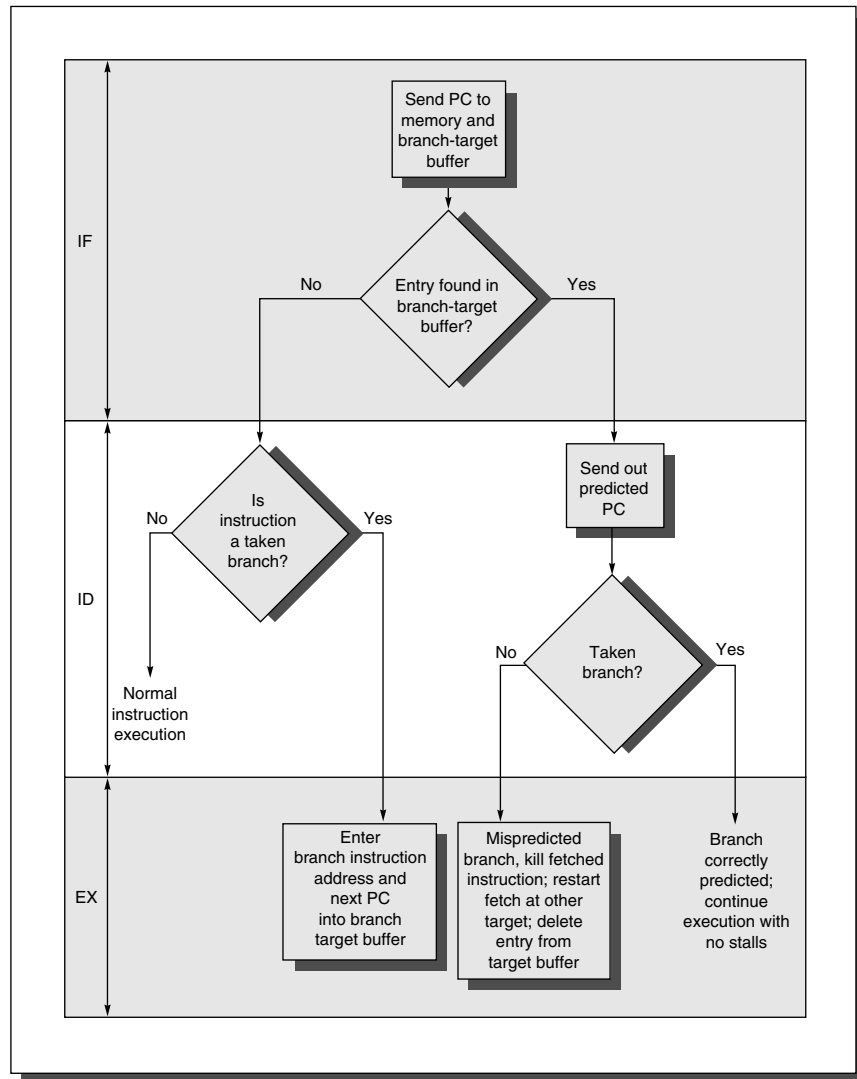 Send PC to
memory and
branch-target
buffer
IF
No
Entry found in
branch-target
buffer?
Yes
Send out
predicted
PC
Is
instruction
a taken
branch?
No
Yes
ID
No
Taken
branch?
Yes
Normal
instruction
execution
Enter
branch instruction
address and
next PC
into branch
target buffer
Mispredicted
branch, kill fetched
instruction; restart
fetch at other
target; delete
entry from
target buffer
Branch
correctly
predicted;
continue
execution with
no stalls
EX